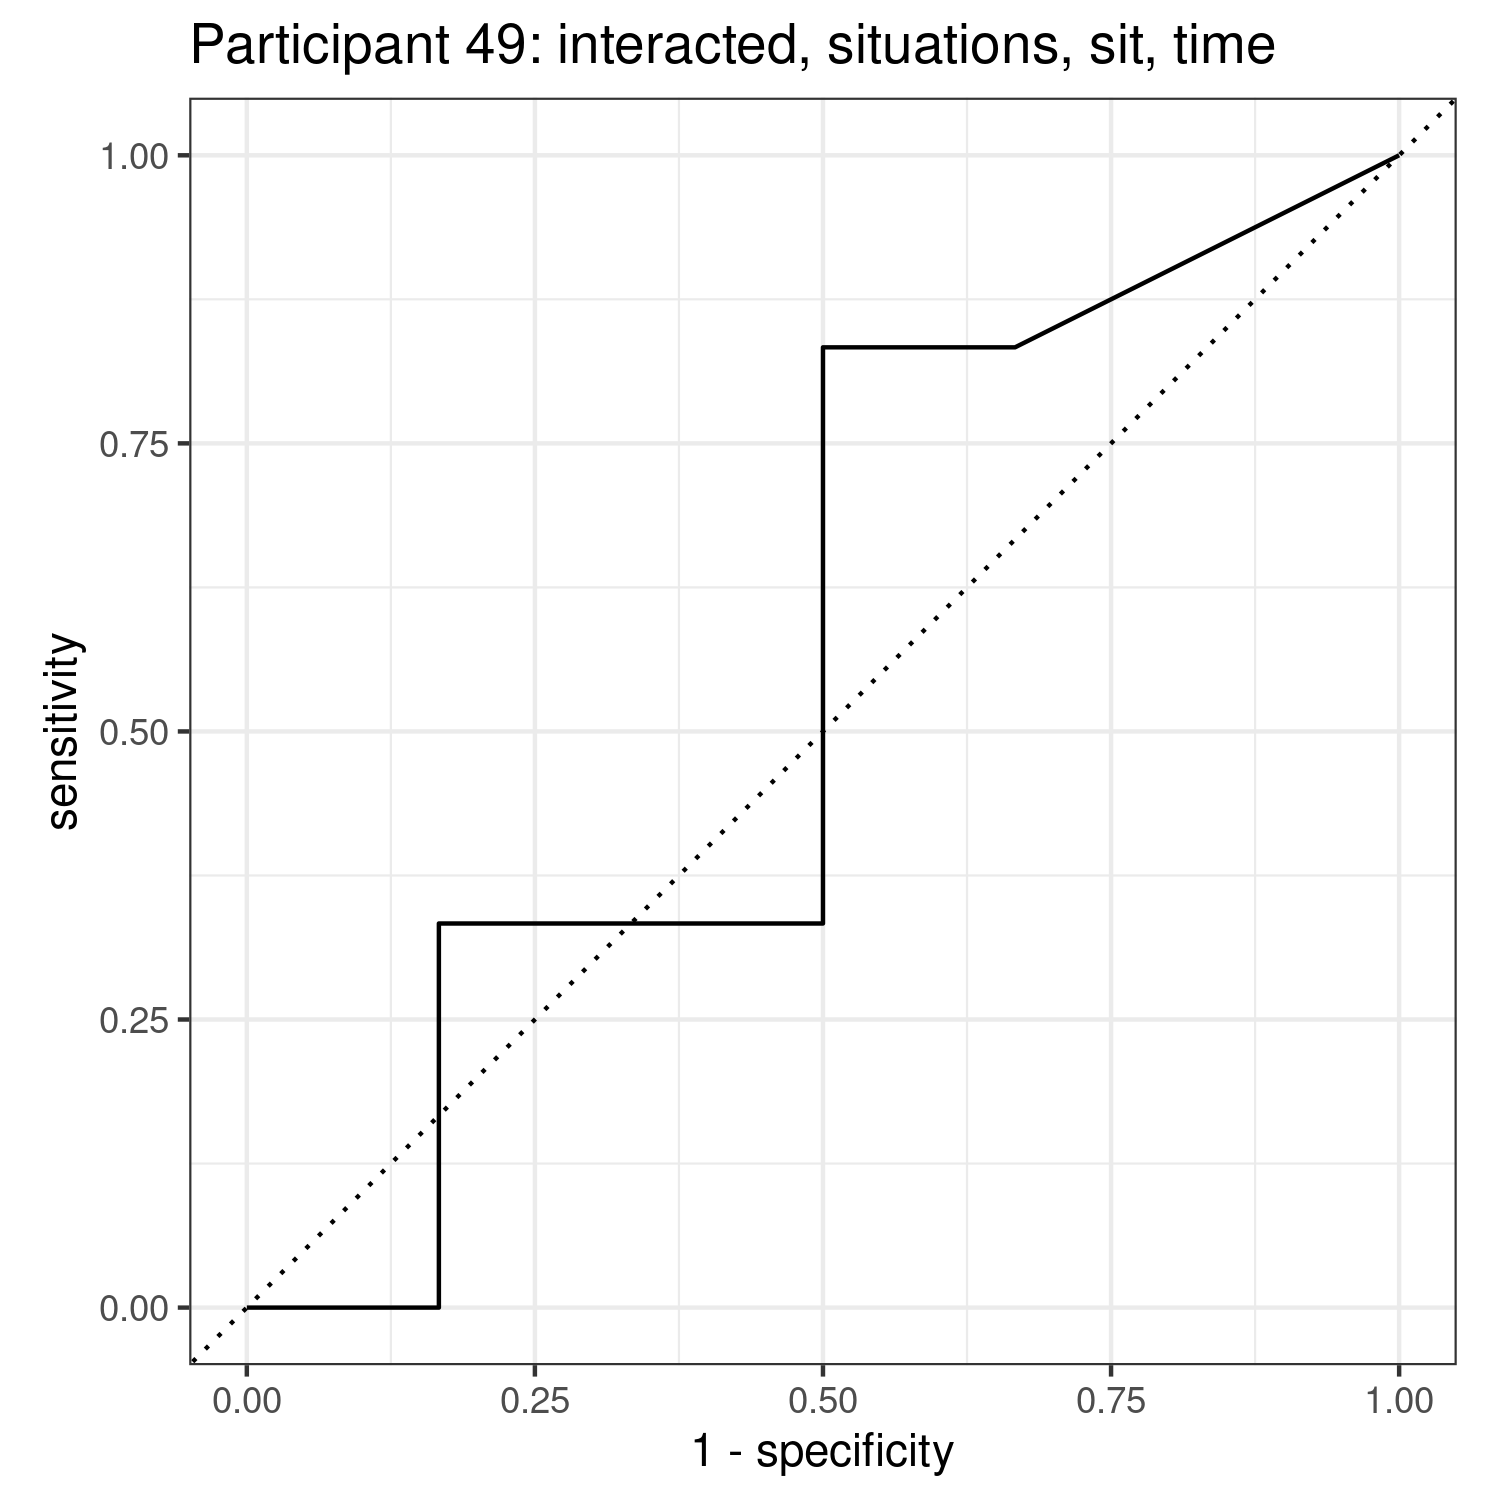 Participant 49: interacted, situations, sit, time
1.00
0.75
0.50
0.25
0.00
sensitivity
0.00 0.25 0.50 0.75 1.00
1 - specificity